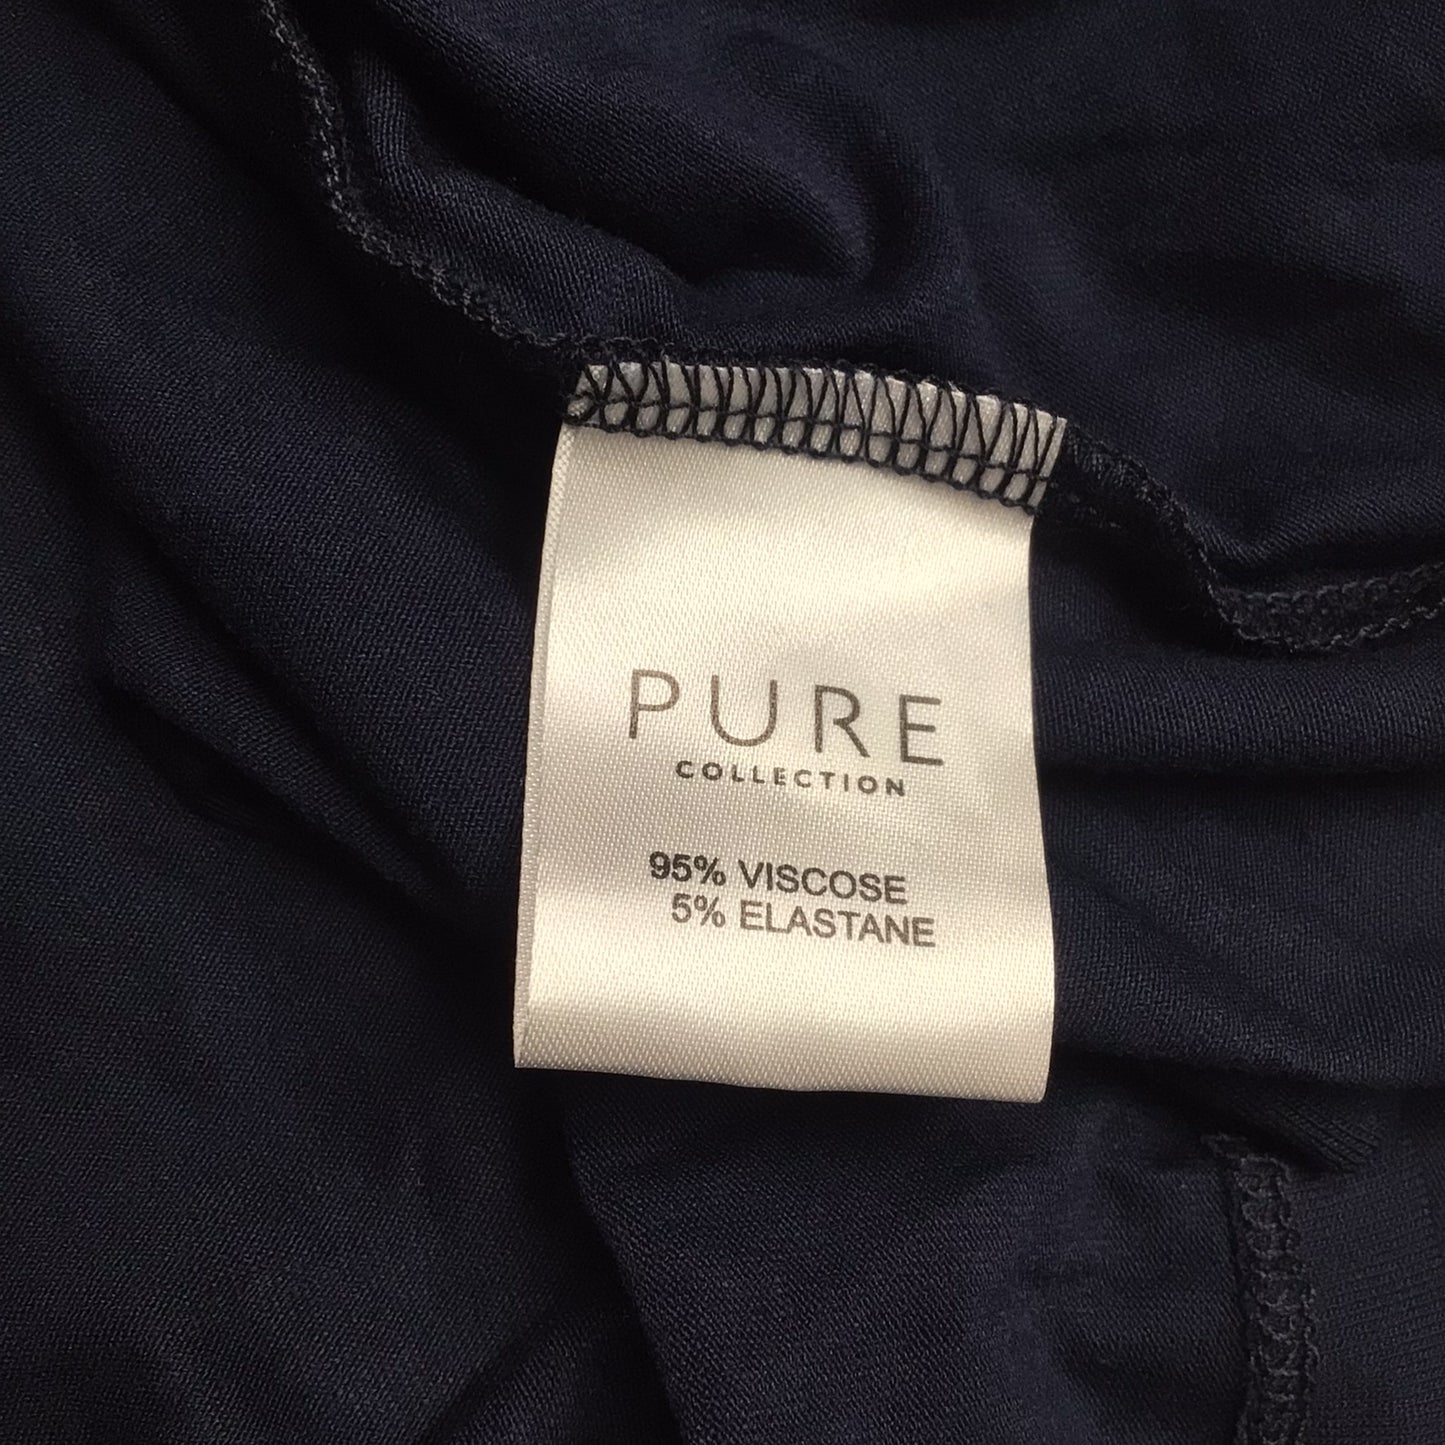 PURE
COLLECTION
95% VISCOSE
5% ELASTANE